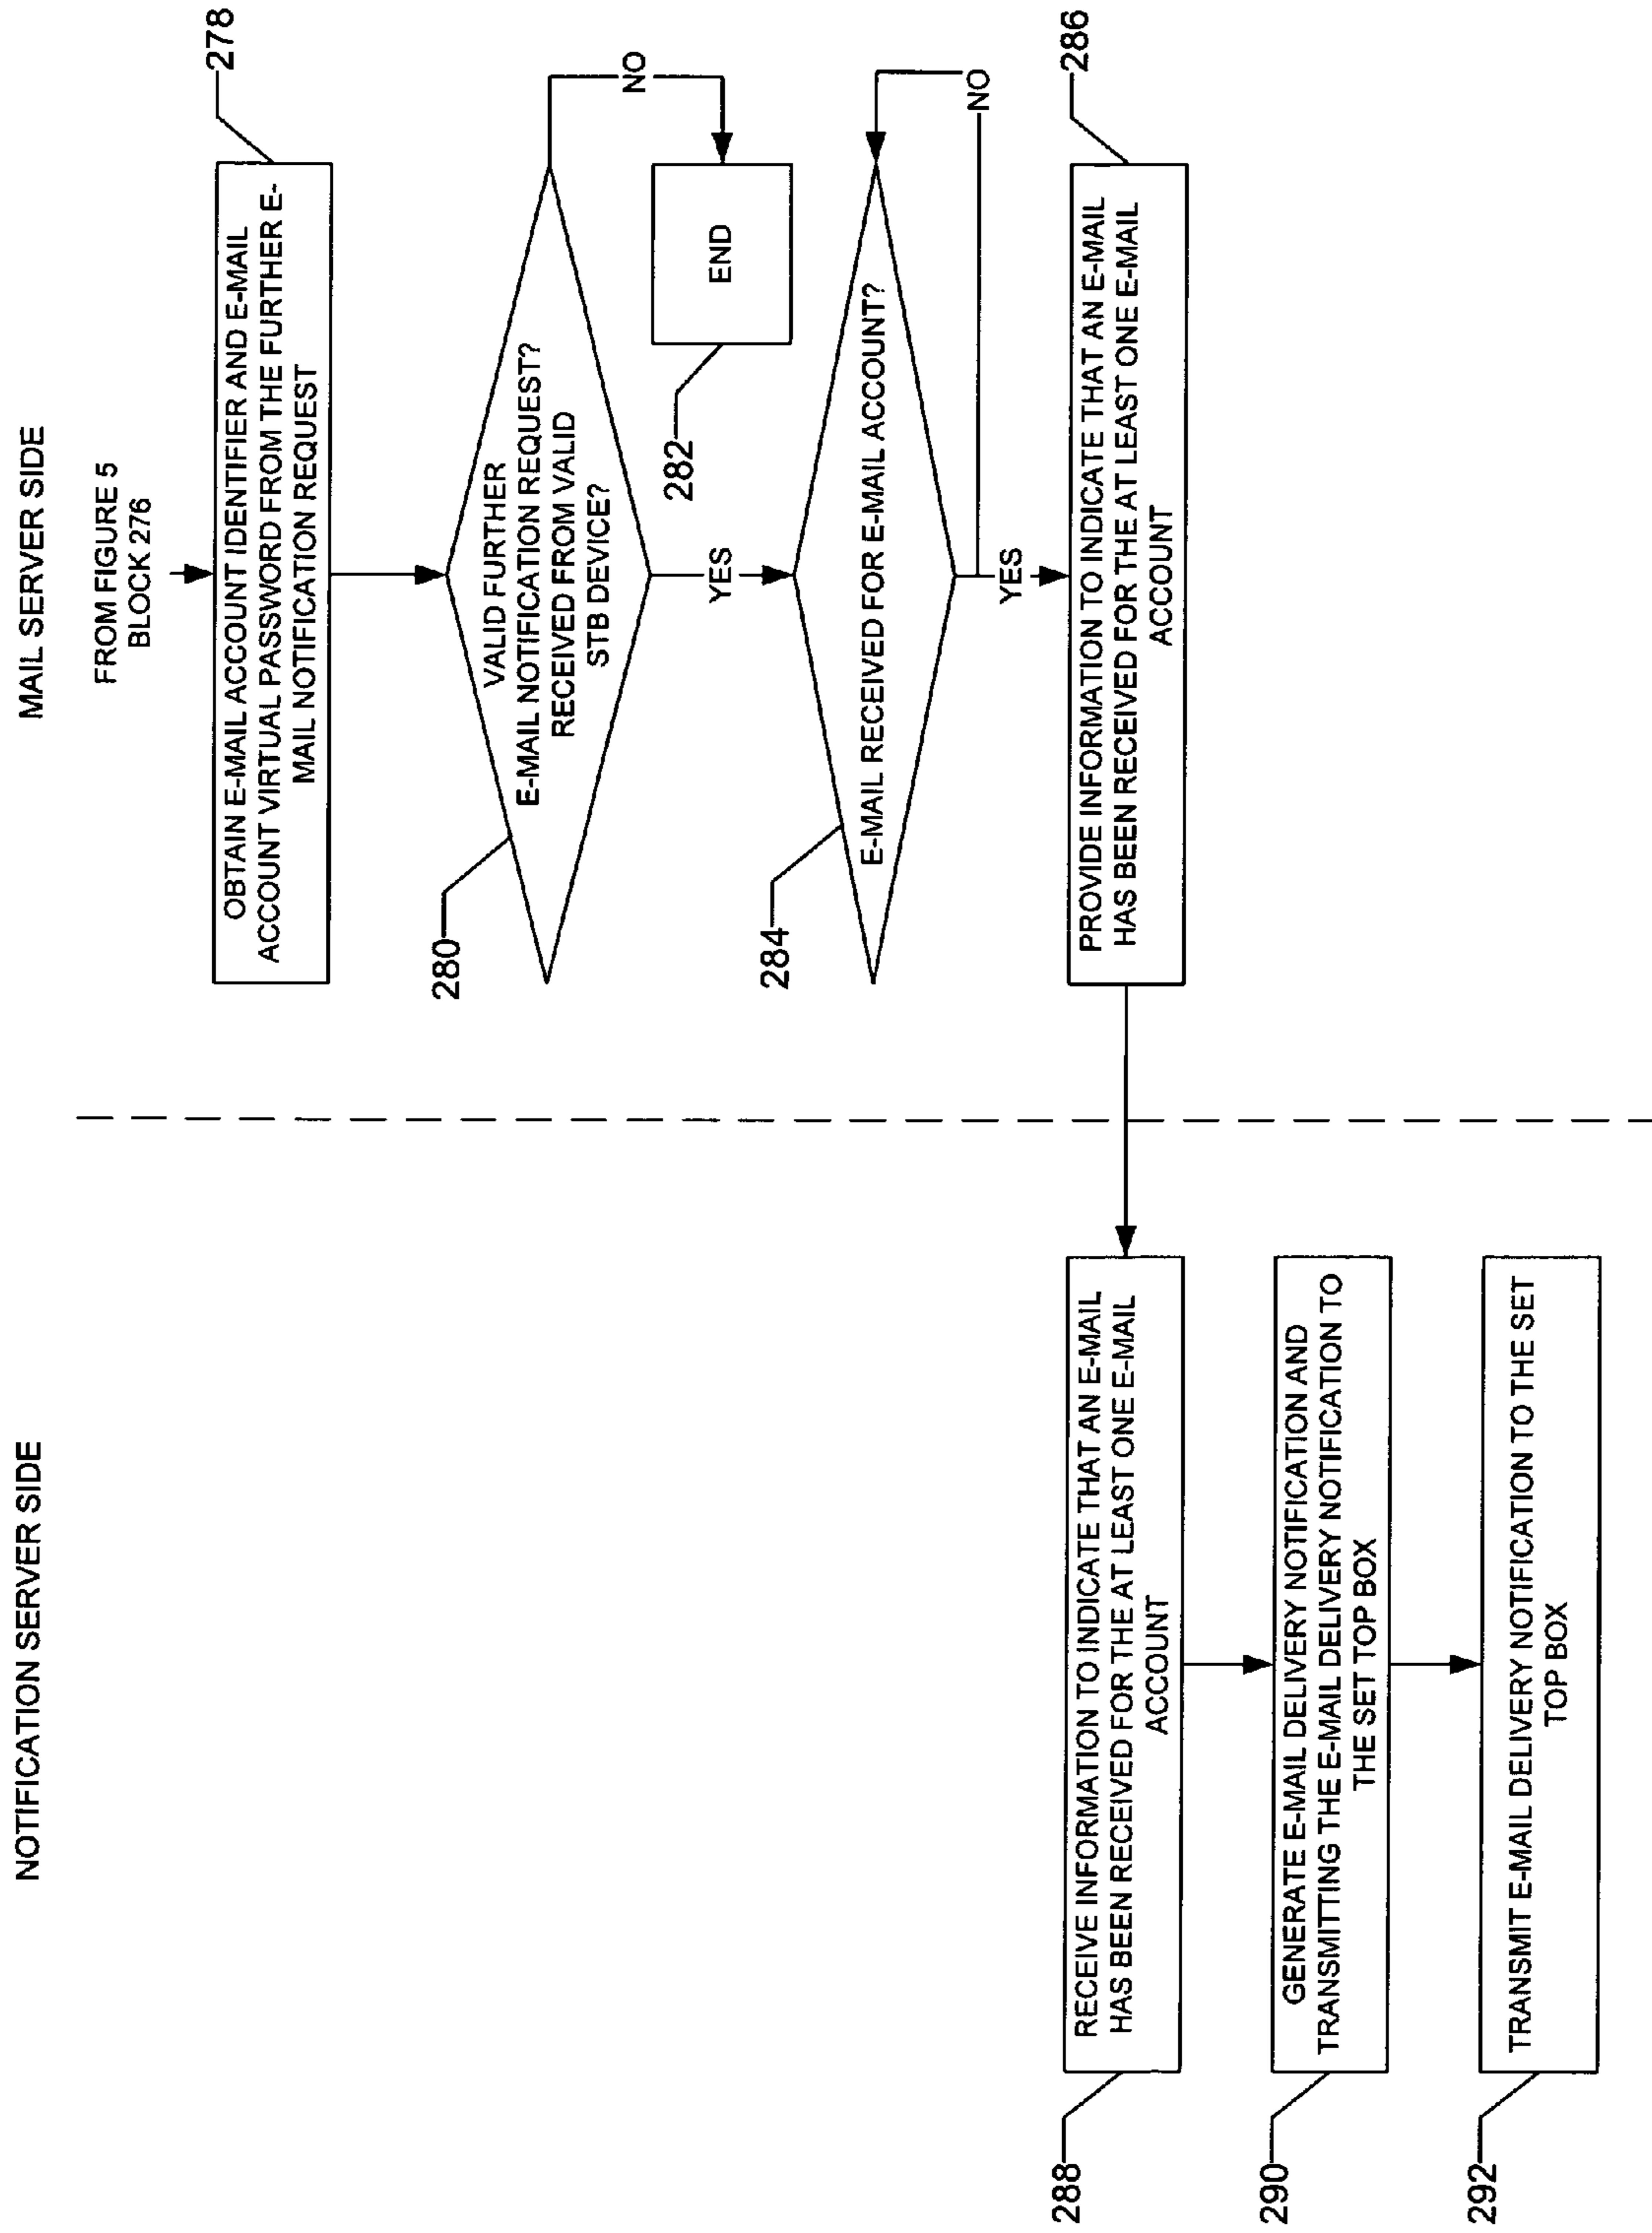 NOTIFICATION SERVER SIDE
MAIL SERVER SIDE
FROM FIGURE 5
BLOCK 276
278
OBTAIN E-MAIL ACCOUNT IDENTIFIER AND E-MAIL
ACCOUNT VIRTUAL PASSWORD FROM THE FURTHER E-
MAIL NOTIFICATION REQUEST
280
VALID FURTHER
E-MAIL NOTIFICATION REQUEST?
RECEIVED FROM VALID
STB DEVICE?
NO
282
END
YES
284
E-MAIL RECEIVED FOR E-MAIL ACCOUNT?
NO
YES
286
PROVIDE INFORMATION TO INDICATE THAT AN E-MAIL
HAS BEEN RECEIVED FOR THE AT LEAST ONE E-MAIL
ACCOUNT
288
RECEIVE INFORMATION TO INDICATE THAT AN E-MAIL
HAS BEEN RECEIVED FOR THE AT LEAST ONE E-MAIL
ACCOUNT
290
GENERATE E-MAIL DELIVERY NOTIFICATION AND
TRANSMITTING THE E-MAIL DELIVERY NOTIFICATION TO
THE SET TOP BOX
292
TRANSMIT E-MAIL DELIVERY NOTIFICATION TO THE SET
TOP BOX